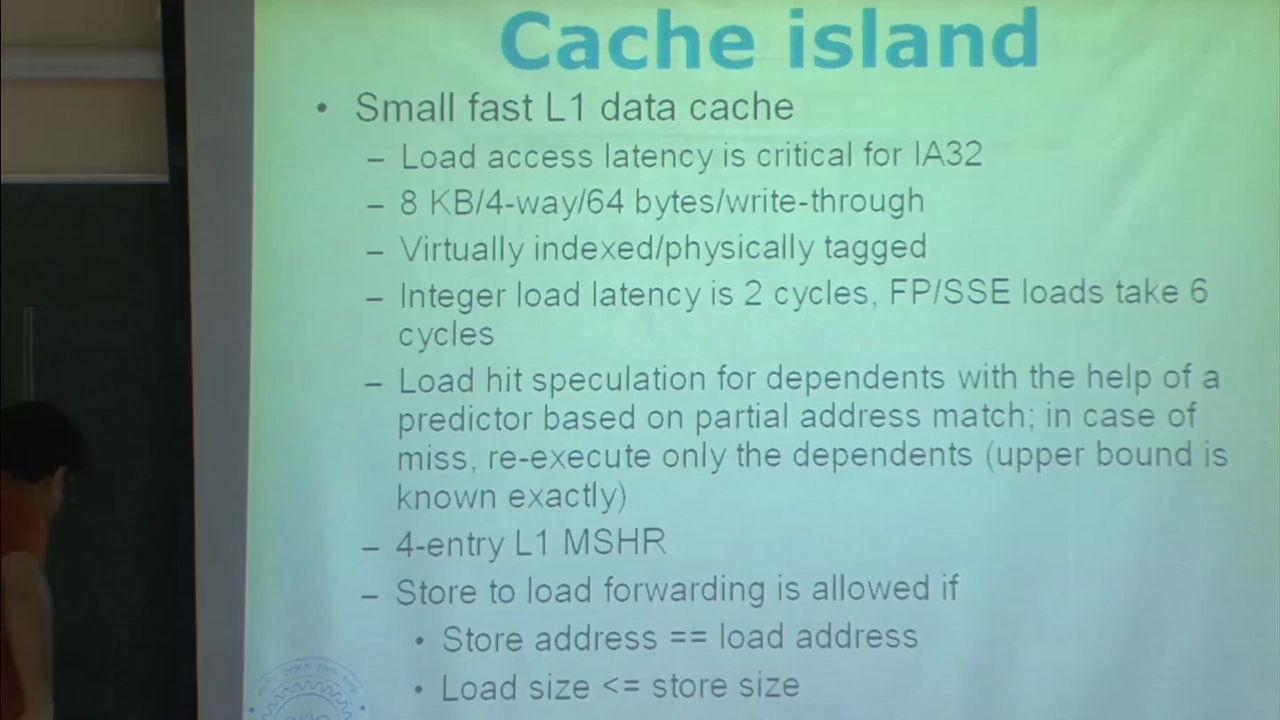 Cache island
• Small fast L1 data cache
– Load access latency is critical for IA32
– 8 KB/4-way/64 bytes/write-through
– Virtually indexed/physically tagged
– Integer load latency is 2 cycles, FP/SSE loads take 6
cycles
– Load hit speculation for dependents with the help of a
predictor based on partial address match; in case of
miss, re-execute only the dependents (upper bound is
known exactly)
– 4-entry L1 MSHR
– Store to load forwarding is allowed if
• Store address == load address
• Load size <= store size